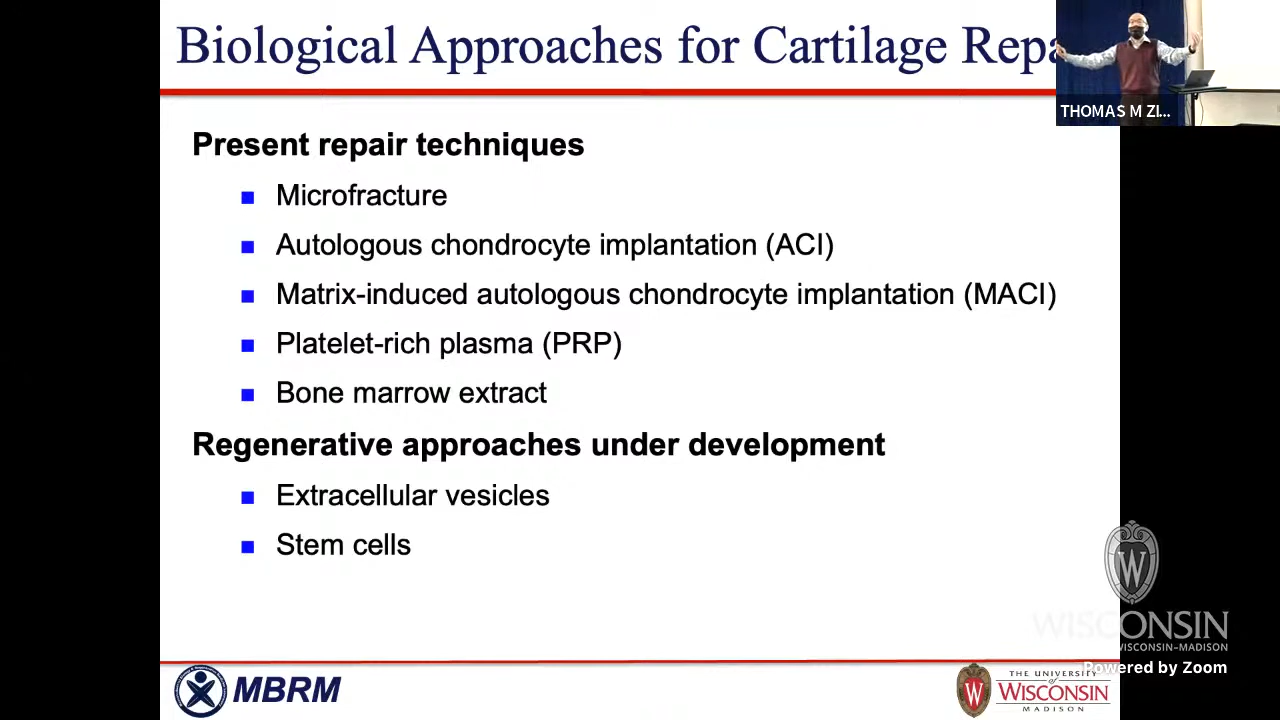 Biological Approaches for Cartilage Repa
THOMAS M ZI...
Present repair techniques
Microfracture
Autologous chondrocyte implantation (ACI)
Matrix-induced autologous chondrocyte implantation (MACI)
Platelet-rich plasma (PRP)
Bone marrow extract
Regenerative approaches under development
Extracellular vesicles
Stem cells
W
WISCONSIN
WISCONSIN–MADISON
Powered by Zoom
MBRM
W
THE UNIVERSITY
of
WISCONSIN
MADISON